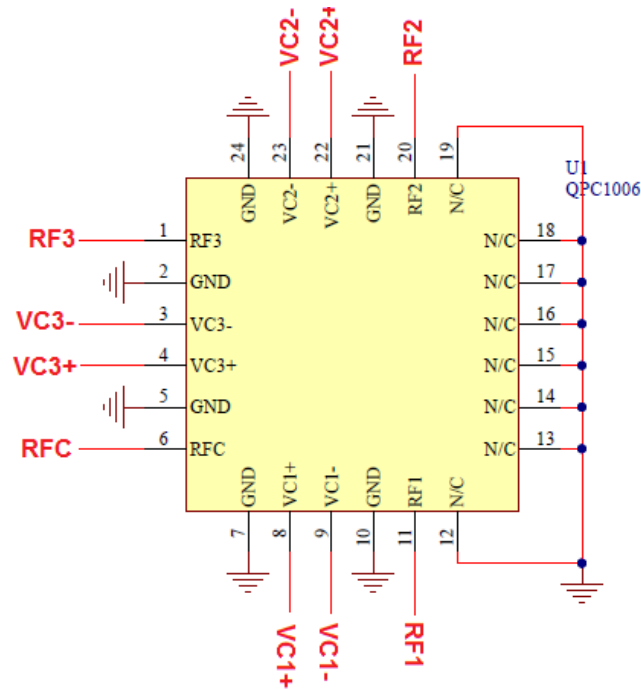 VC2-
VC2+
RF2
24
23
22
21
20
19
U1
QPC1006
GND
VC2-
VC2+
GND
RF2
N/C
RF3
1
RF3
N/C
18
2
GND
N/C
17
VC3-
3
VC3-
N/C
16
VC3+
4
VC3+
N/C
15
5
GND
N/C
14
RFC
6
RFC
N/C
13
GND
VC1+
VC1-
GND
RF1
N/C
7
8
9
10
11
12
VC1+
VC1-
RF1